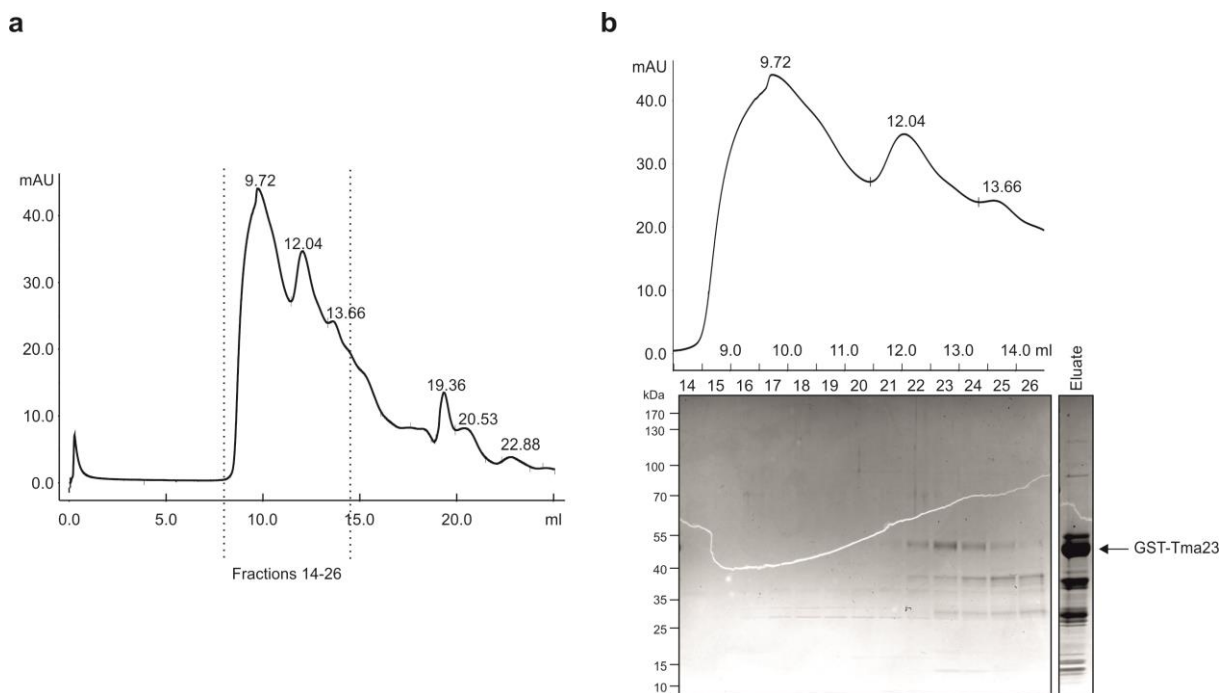 a
mAU
40.0
30.0
20.0
10.0
0.0
9.72
12.04
13.66
19.36
20.53
22.88
0.0 5.0 10.0 15.0 20.0 ml
Fractions 14-26
b
mAU
40.0
30.0
20.0
10.0
0.0
9.72
12.04
13.66
9.0 10.0 11.0 12.0 13.0 14.0 ml
14 15 16 17 18 19 20 21 22 23 24 25 26
Eluate
kDa
170
130
100
70
55
40
35
25
15
10
GST-Tma23